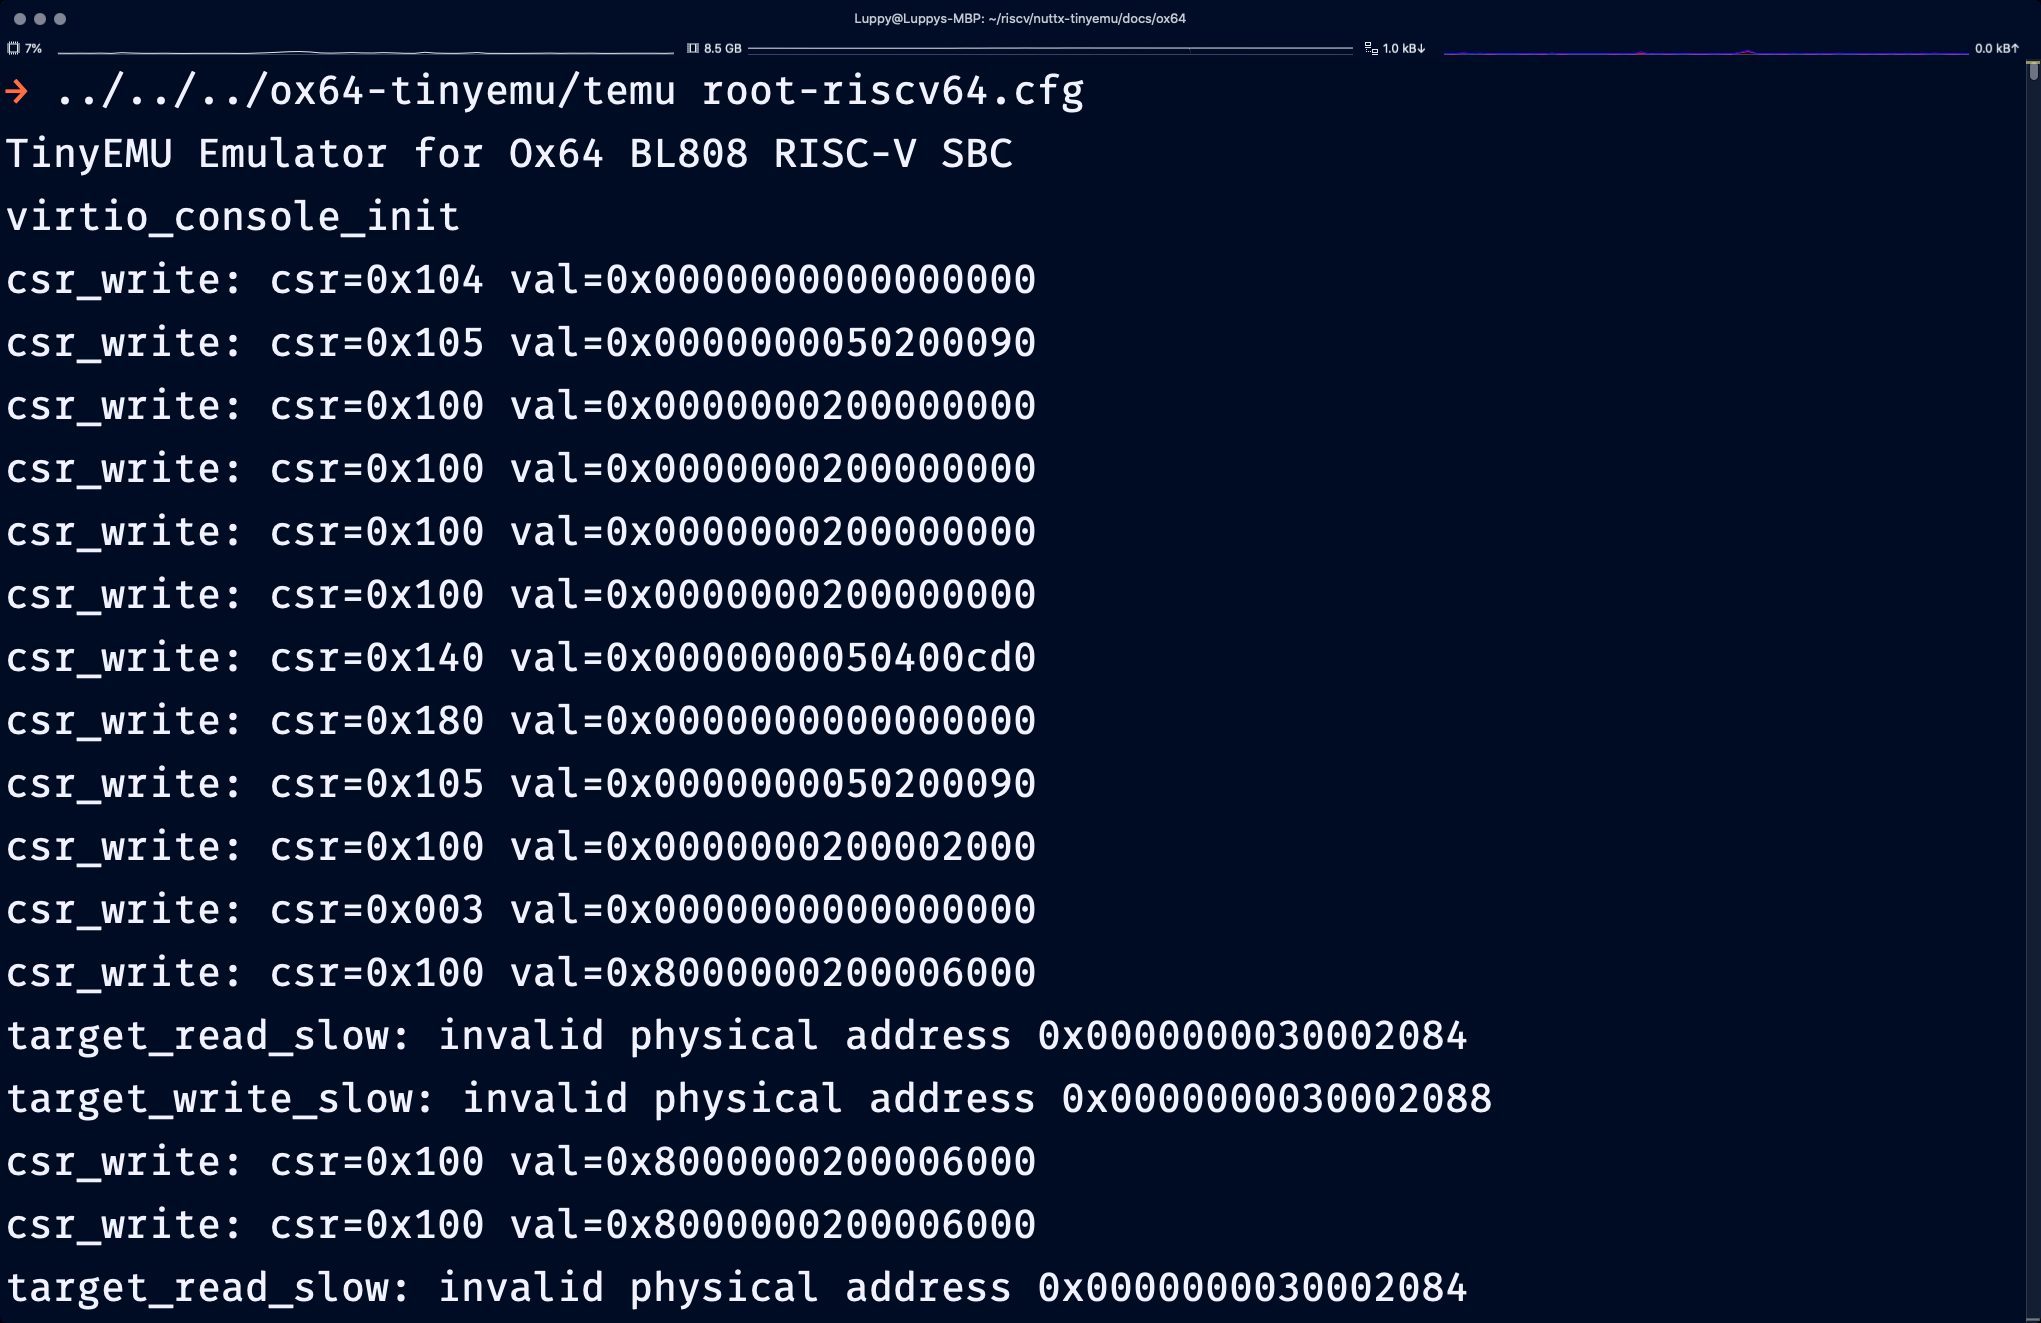 Luppy@Luppys-MBP: ~/riscv/nuttx-tinyemu/docs/ox64
7% 8.5 GB 1.0 kB↓ 0.0 kB↑
→ ../../../ox64-tinyemu/temu root-riscv64.cfg
TinyEMU Emulator for Ox64 BL808 RISC-V SBC
virtio_console_init
csr_write: csr=0x104 val=0x0000000000000000
csr_write: csr=0x105 val=0x0000000050200090
csr_write: csr=0x100 val=0x0000000200000000
csr_write: csr=0x100 val=0x0000000200000000
csr_write: csr=0x100 val=0x0000000200000000
csr_write: csr=0x100 val=0x0000000200000000
csr_write: csr=0x140 val=0x0000000050400cd0
csr_write: csr=0x180 val=0x0000000000000000
csr_write: csr=0x105 val=0x0000000050200090
csr_write: csr=0x100 val=0x0000000200002000
csr_write: csr=0x003 val=0x0000000000000000
csr_write: csr=0x100 val=0x8000000200006000
target_read_slow: invalid physical address 0x0000000030002084
target_write_slow: invalid physical address 0x0000000030002088
csr_write: csr=0x100 val=0x8000000200006000
csr_write: csr=0x100 val=0x8000000200006000
target_read_slow: invalid physical address 0x0000000030002084